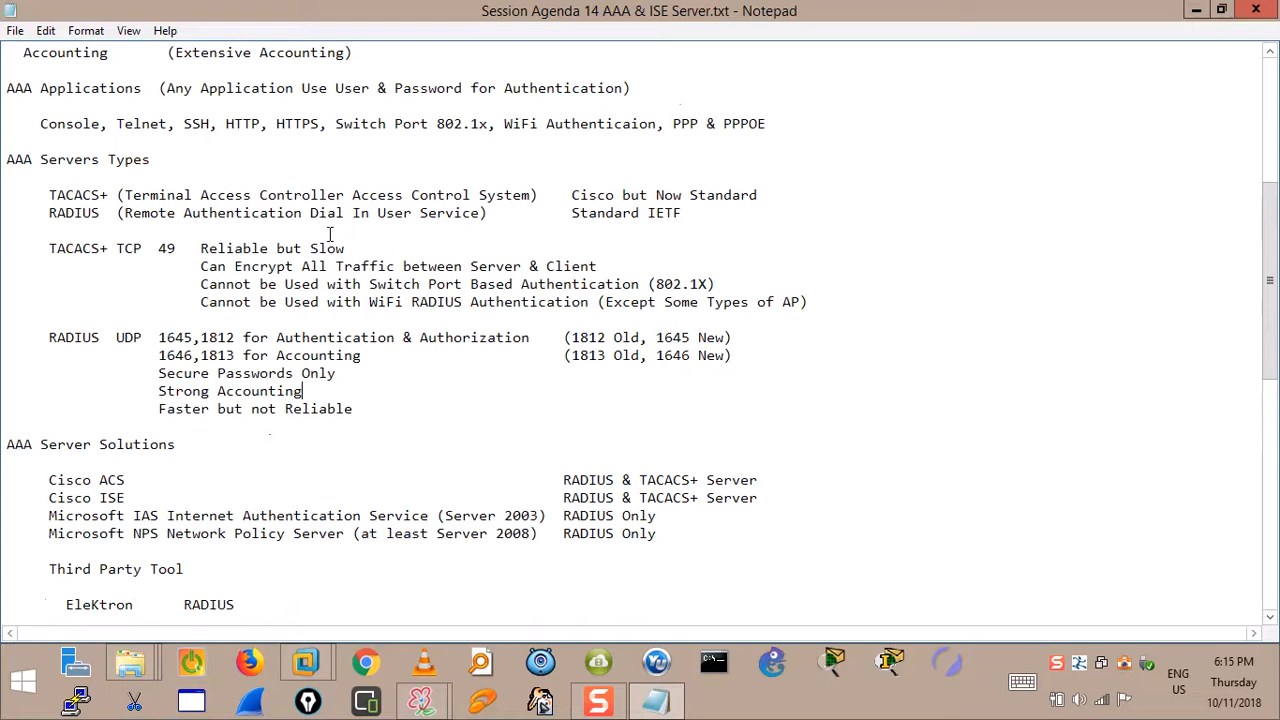 Session Agenda 14 AAA & ISE Server.txt - Notepad
File Edit Format View Help
Accounting (Extensive Accounting)
AAA Applications (Any Application Use User & Password for Authentication)
Console, Telnet, SSH, HTTP, HTTPS, Switch Port 802.1x, WiFi Authenticaion, PPP & PPPOE
AAA Servers Types
TACACS+ (Terminal Access Controller Access Control System) Cisco but Now Standard
RADIUS (Remote Authentication Dial In User Service) Standard IETF
TACACS+ TCP 49 Reliable but Slow
Can Encrypt All Traffic between Server & Client
Cannot be Used with Switch Port Based Authentication (802.1X)
Cannot be Used with WiFi RADIUS Authentication (Except Some Types of AP)
RADIUS UDP 1645,1812 for Authentication & Authorization (1812 Old, 1645 New)
1646,1813 for Accounting (1813 Old, 1646 New)
Secure Passwords Only
Strong Accounting
Faster but not Reliable
AAA Server Solutions
Cisco ACS RADIUS & TACACS+ Server
Cisco ISE RADIUS & TACACS+ Server
Microsoft IAS Internet Authentication Service (Server 2003) RADIUS Only
Microsoft NPS Network Policy Server (at least Server 2008) RADIUS Only
Third Party Tool
EleKtron RADIUS
ENG
US
6:15 PM
Thursday
10/11/2018